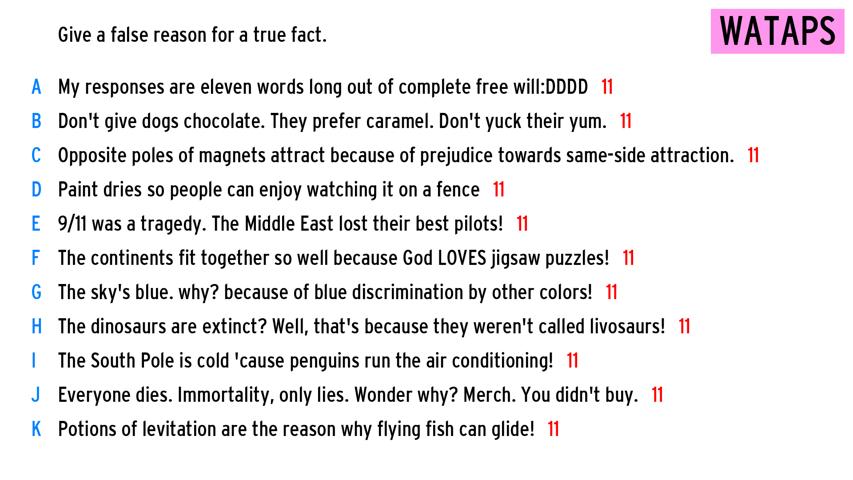 Give a false reason for a true fact.
WATAPS
A My responses are eleven words long out of complete free will:DDDD 11
B Don't give dogs chocolate. They prefer caramel. Don't yuck their yum. 11
C Opposite poles of magnets attract because of prejudice towards same-side attraction. 11
D Paint dries so people can enjoy watching it on a fence 11
E 9/11 was a tragedy. The Middle East lost their best pilots! 11
F The continents fit together so well because God LOVES jigsaw puzzles! 11
G The sky's blue. why? because of blue discrimination by other colors! 11
H The dinosaurs are extinct? Well, that's because they weren't called livosaurs! 11
I The South Pole is cold 'cause penguins run the air conditioning! 11
J Everyone dies. Immortality, only lies. Wonder why? Merch. You didn't buy. 11
K Potions of levitation are the reason why flying fish can glide! 11